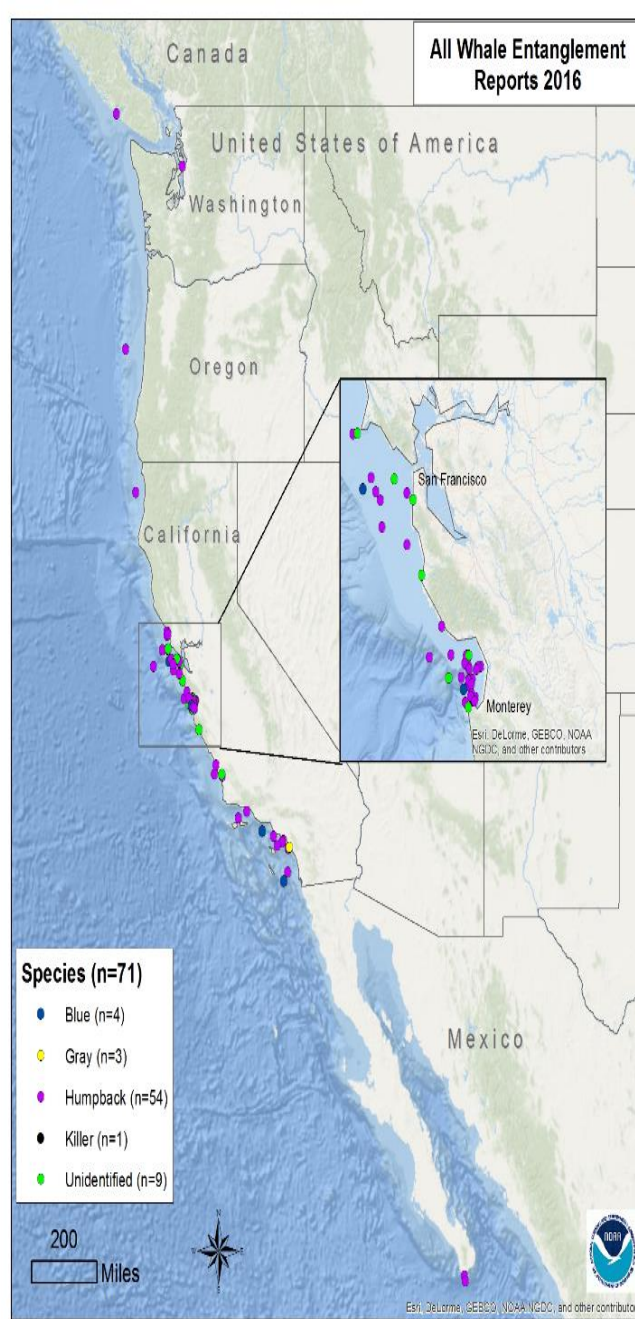 All Whale Entanglement
Reports 2016
Canada
United States of America
Washington
Oregon
California
San Francisco
Monterey
Esri, DeLorme, GEBCO, NOAA
NGDC, and other contributors
Mexico
Species (n=71)
Blue (n=4)
Gray (n=3)
Humpback (n=54)
Killer (n=1)
Unidentified (n=9)
200
Miles
NOAA
Esri, DeLorme, GEBCO, NOAA NGDC, and other contributors